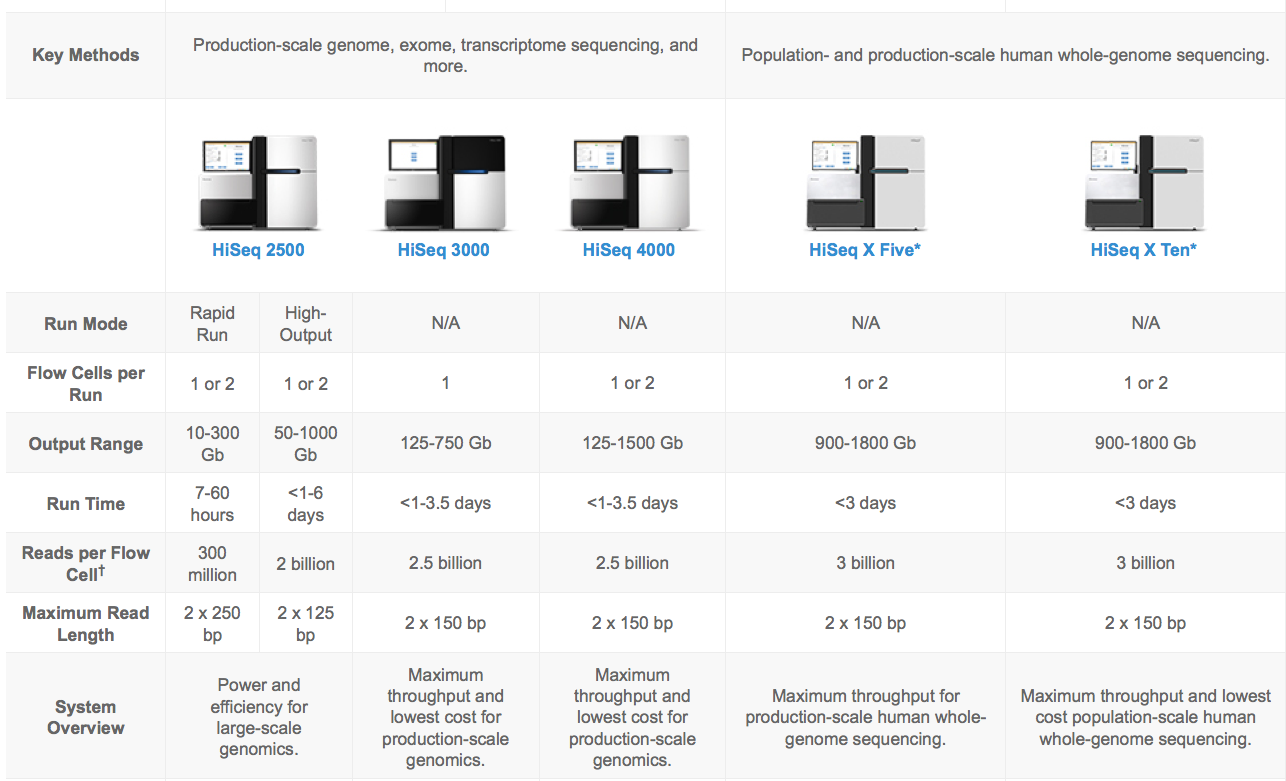 Key Methods
Production-scale genome, exome, transcriptome sequencing, and
more.
Population- and production-scale human whole-genome sequencing.
HiSeq 2500
HiSeq 3000
HiSeq 4000
HiSeq X Five*
HiSeq X Ten*
Run Mode
Rapid
Run
High-
Output
N/A
N/A
N/A
N/A
Flow Cells per
Run
1 or 2
1 or 2
1
1 or 2
1 or 2
1 or 2
Output Range
10-300
Gb
50-1000
Gb
125-750 Gb
125-1500 Gb
900-1800 Gb
900-1800 Gb
Run Time
7-60
hours
<1-6
days
<1-3.5 days
<1-3.5 days
<3 days
<3 days
Reads per Flow
Cell†
300
million
2 billion
2.5 billion
2.5 billion
3 billion
3 billion
Maximum Read
Length
2 x 250
bp
2 x 125
bp
2 x 150 bp
2 x 150 bp
2 x 150 bp
2 x 150 bp
System
Overview
Power and
efficiency for
large-scale
genomics.
Maximum
throughput and
lowest cost for
production-scale
genomics.
Maximum
throughput and
lowest cost for
production-scale
genomics.
Maximum throughput for
production-scale human whole-
genome sequencing.
Maximum throughput and lowest
cost population-scale human
whole-genome sequencing.